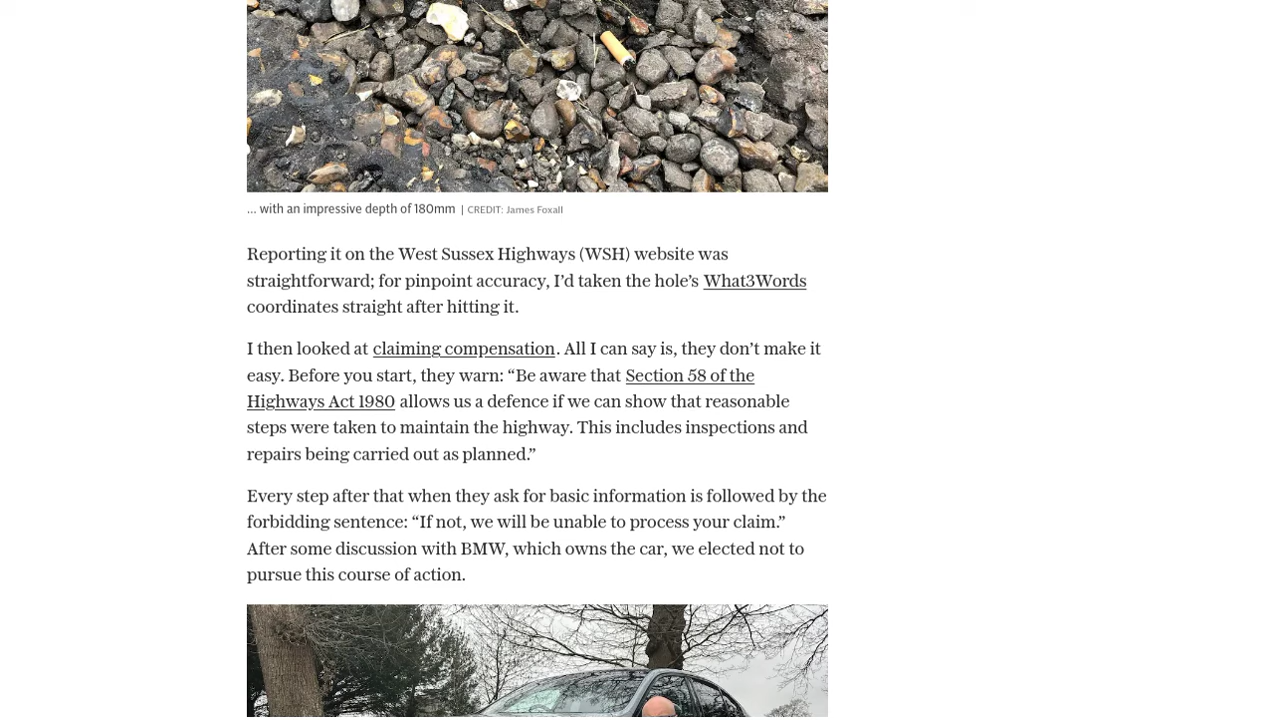 ... with an impressive depth of 180mm | CREDIT: James Foxall
Reporting it on the West Sussex Highways (WSH) website was
straightforward; for pinpoint accuracy, I’d taken the hole’s What3Words
coordinates straight after hitting it.
I then looked at claiming compensation. All I can say is, they don’t make it
easy. Before you start, they warn: “Be aware that Section 58 of the
Highways Act 1980 allows us a defence if we can show that reasonable
steps were taken to maintain the highway. This includes inspections and
repairs being carried out as planned.”
Every step after that when they ask for basic information is followed by the
forbidding sentence: “If not, we will be unable to process your claim.”
After some discussion with BMW, which owns the car, we elected not to
pursue this course of action.